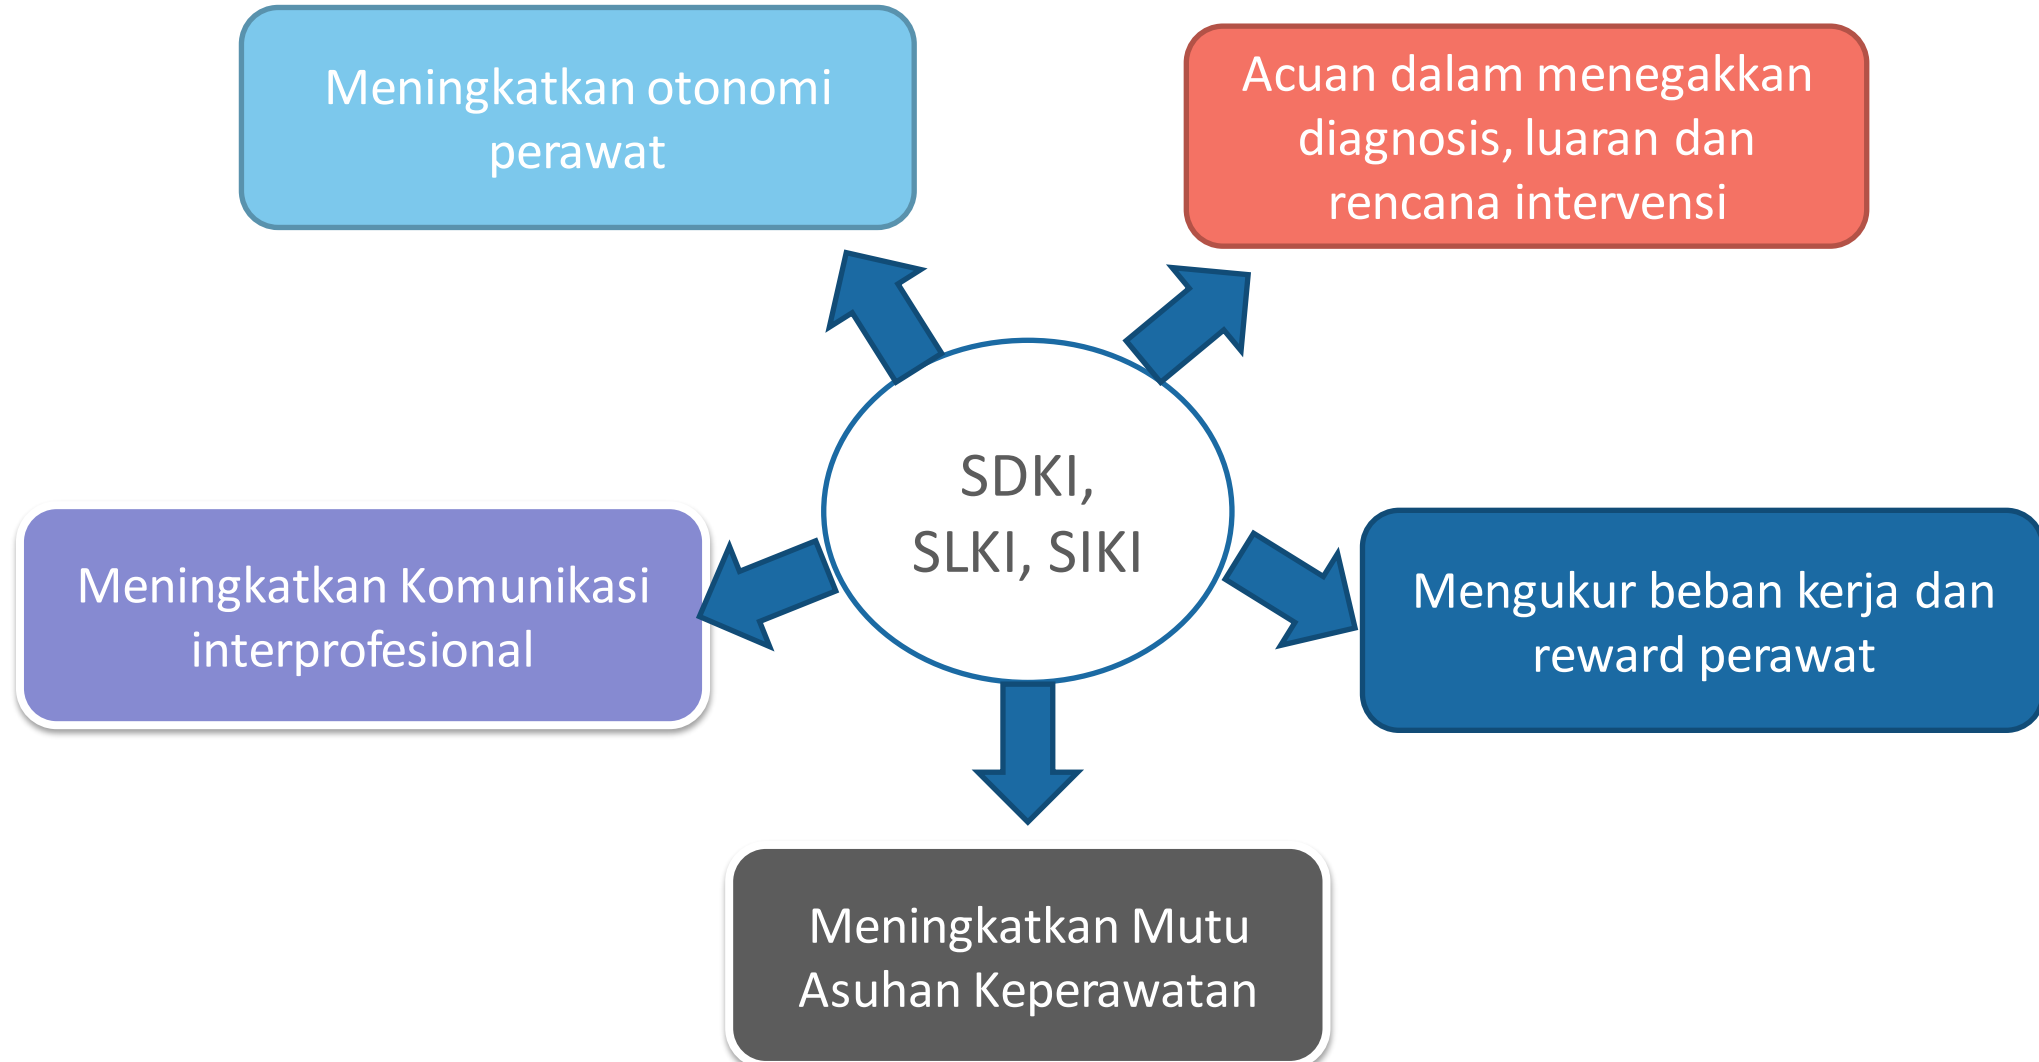 Meningkatkan otonomi
perawat
Acuan dalam menegakkan
diagnosis, luaran dan
rencana intervensi
SDKI,
SLKI, SIKI
Meningkatkan Komunikasi
interprofesional
Mengukur beban kerja dan
reward perawat
Meningkatkan Mutu
Asuhan Keperawatan